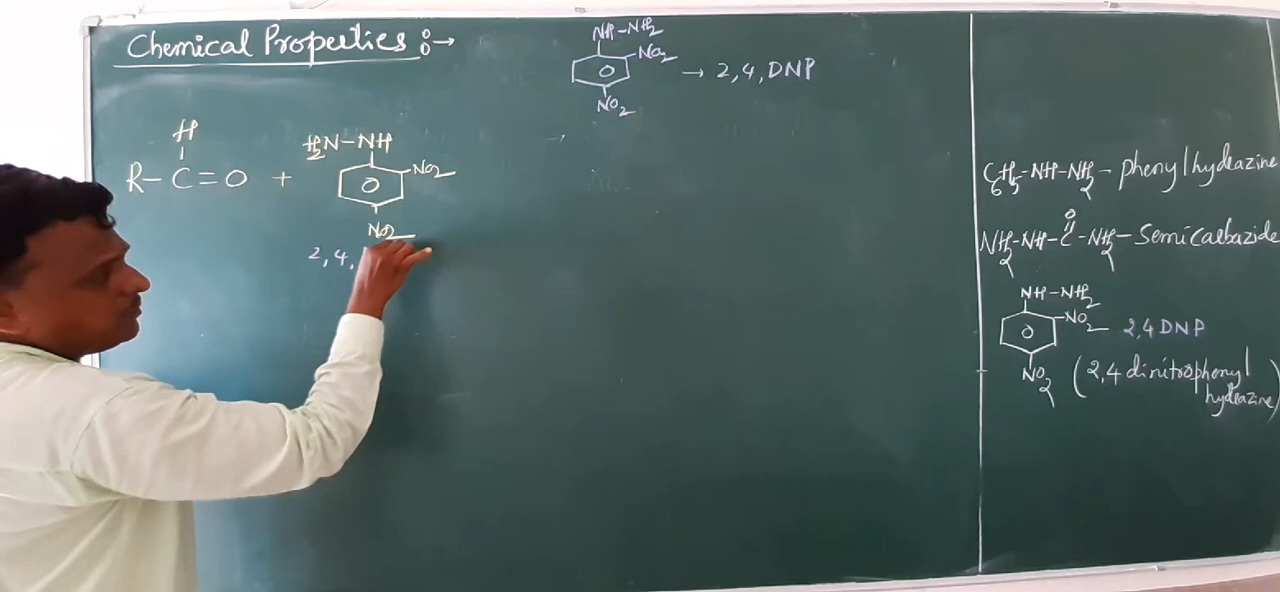 Chemical Properties :→
NH-NH2
NO2
NO2
→ 2,4,DNP
H
R-C=O + H2N-NH
NO2
NO2
2,4,
C6H5-NH-NH2 - phenylhydrazine
O
NH2-NH-C-NH2 - Semicarbazide
NH-NH2
NO2
2,4 DNP
NO2
(2,4 dinitrophenyl
hydrazine)